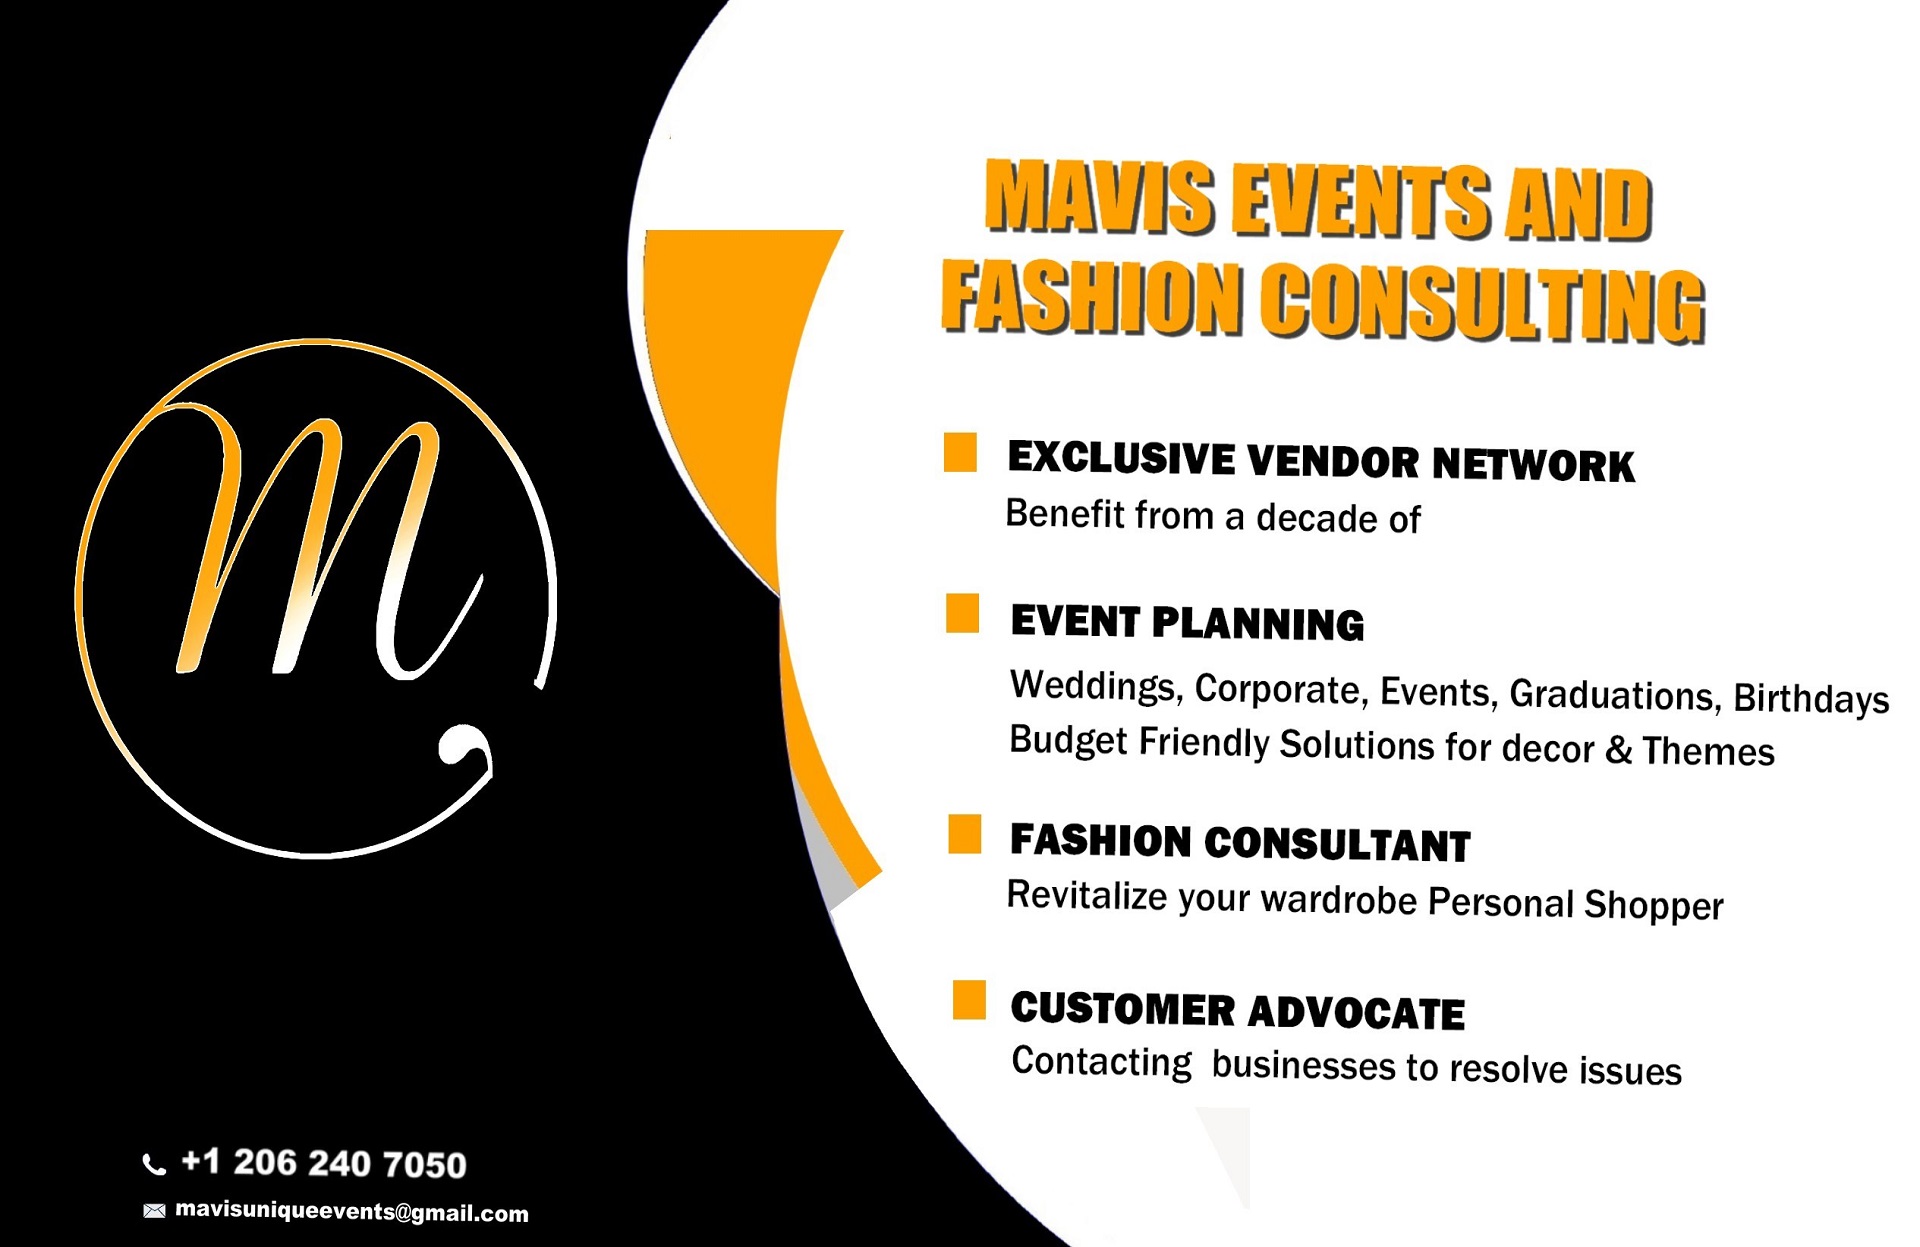 MAVIS EVENTS AND
FASHION CONSULTING
EXCLUSIVE VENDOR NETWORK
Benefit from a decade of
EVENT PLANNING
Weddings, Corporate, Events, Graduations, Birthdays
Budget Friendly Solutions for decor & Themes
FASHION CONSULTANT
Revitalize your wardrobe Personal Shopper
CUSTOMER ADVOCATE
Contacting businesses to resolve issues
M
+1 206 240 7050
mavisuniqueevents@gmail.com